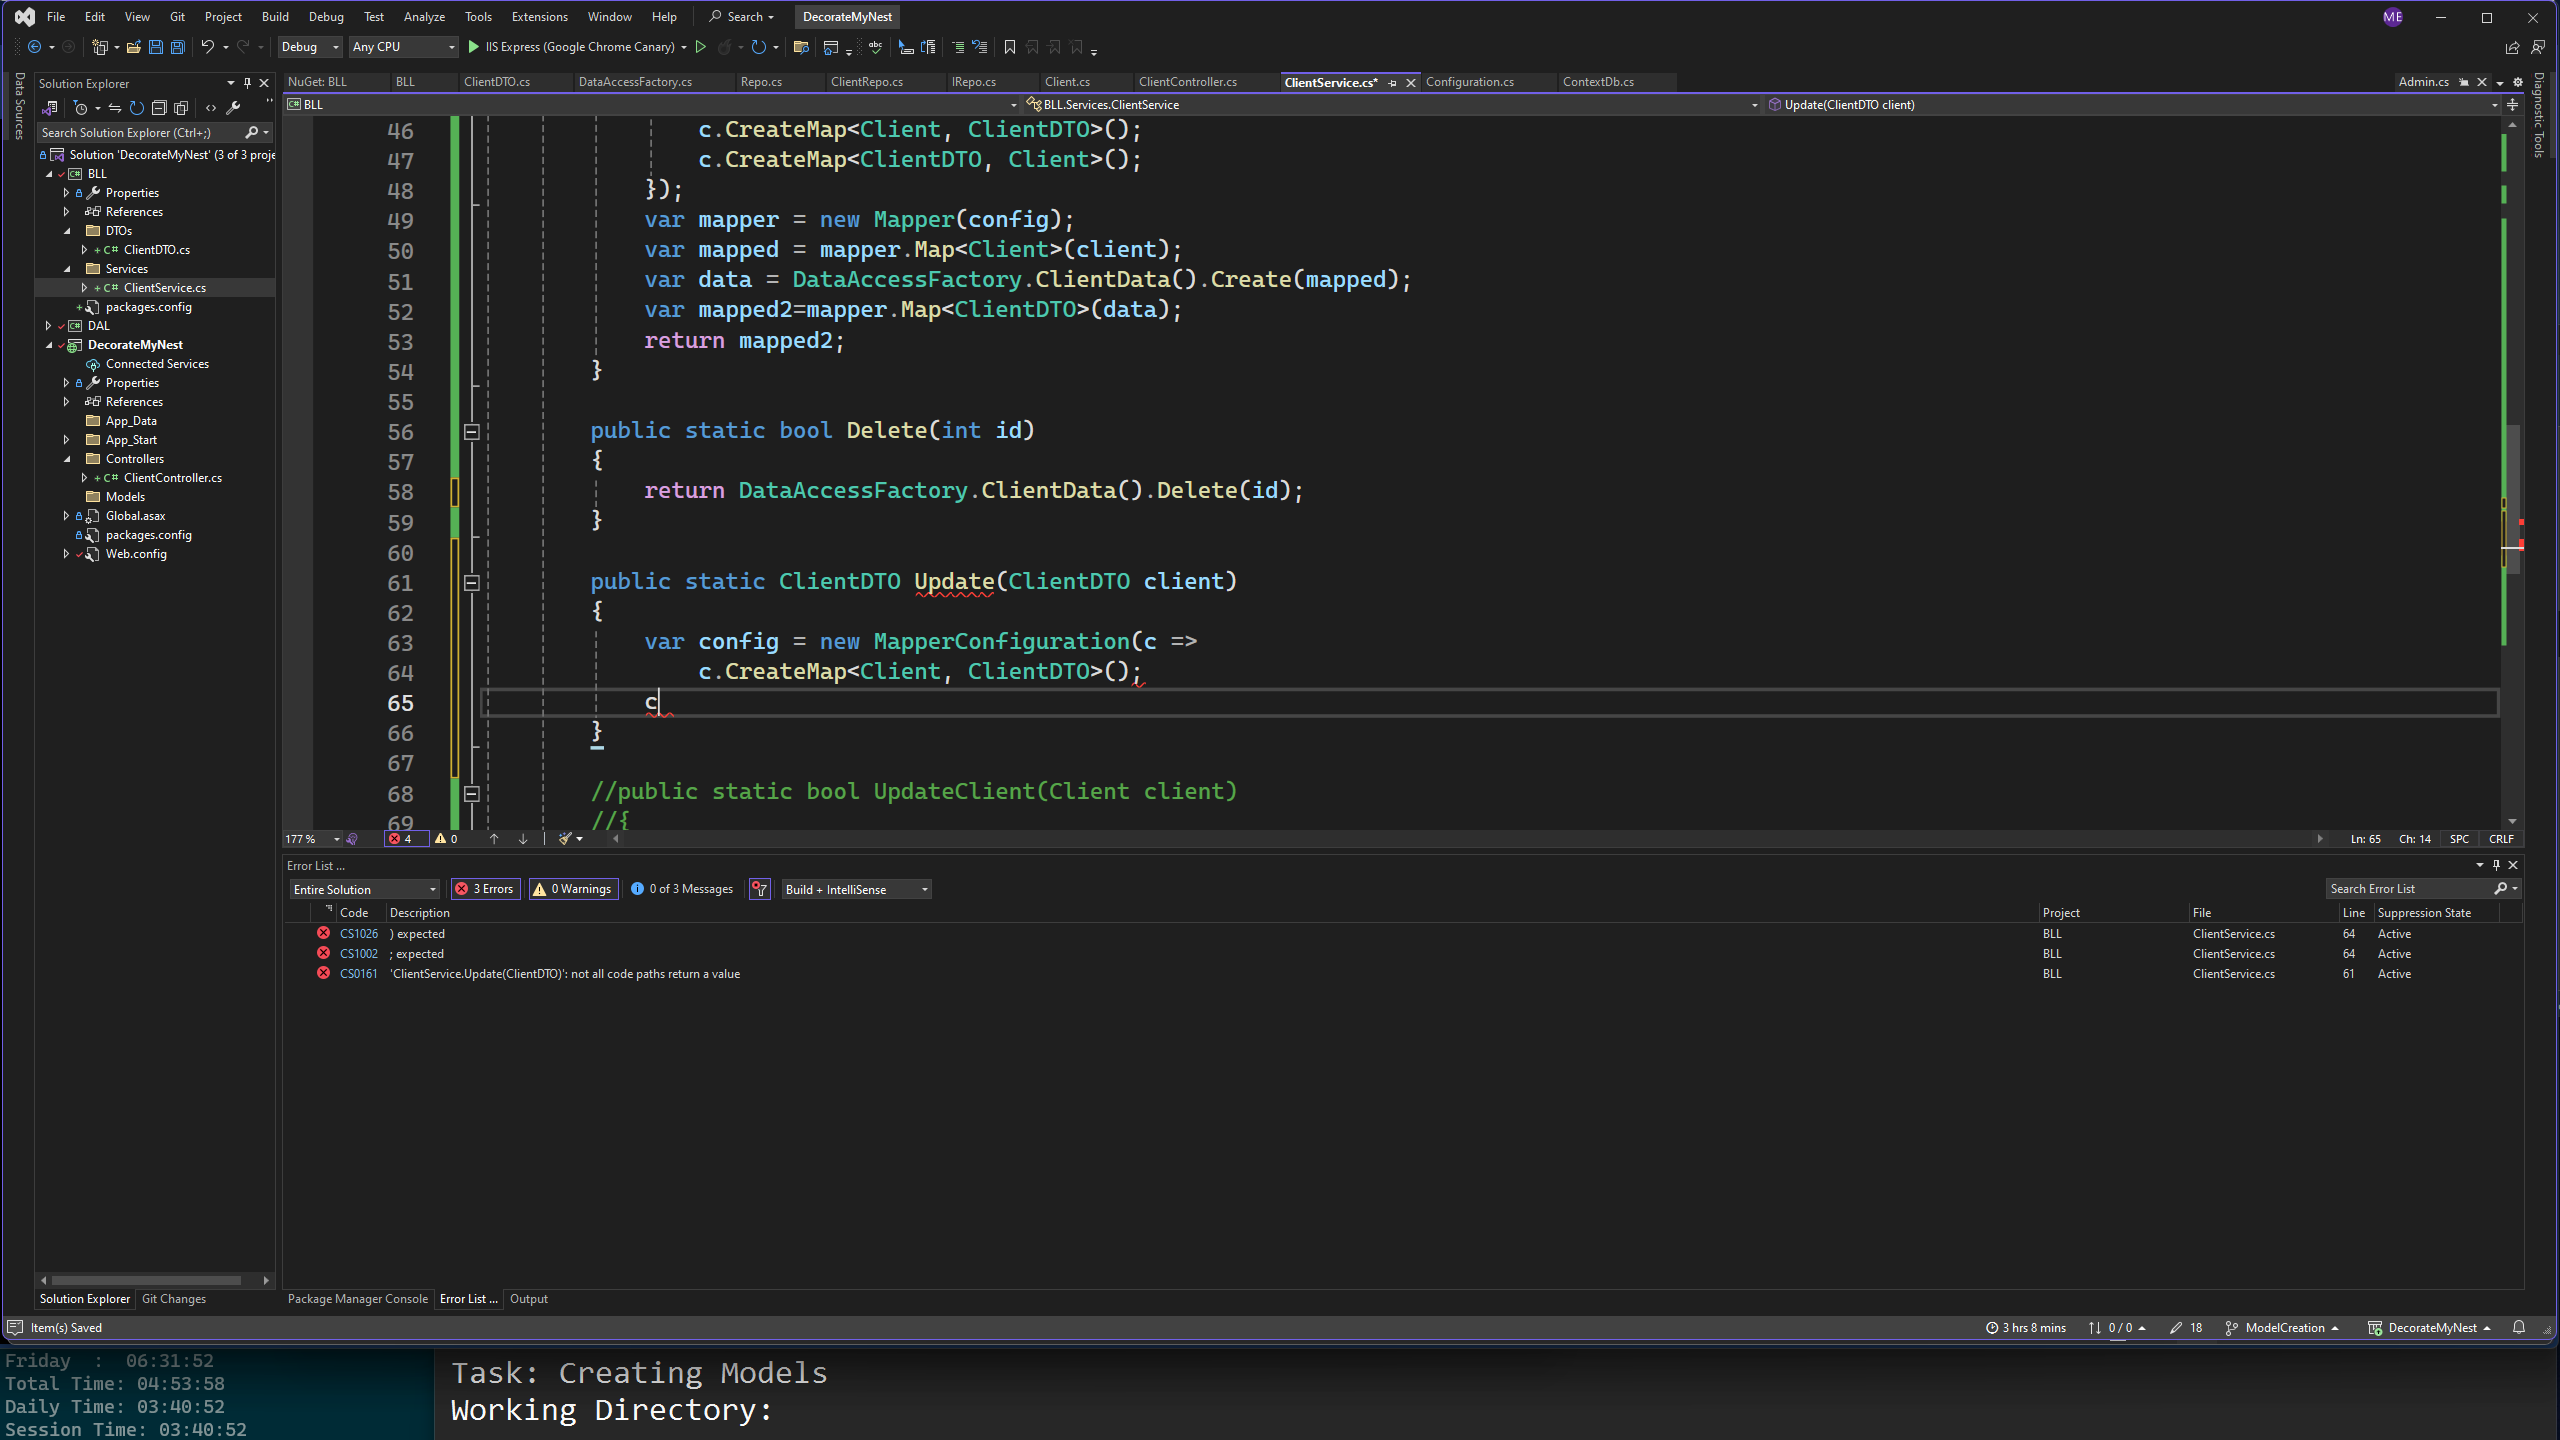 File Edit View Git Project Build Debug Test Analyze Tools Extensions Window Help Search DecorateMyNest ME
Debug Any CPU IIS Express (Google Chrome Canary)
Data Sources
Solution Explorer
Search Solution Explorer (Ctrl+;)
Solution 'DecorateMyNest' (3 of 3 proje
BLL
Properties
References
DTOs
C# ClientDTO.cs
Services
C# ClientService.cs
packages.config
DAL
DecorateMyNest
Connected Services
Properties
References
App_Data
App_Start
Controllers
C# ClientController.cs
Models
Global.asax
packages.config
Web.config
Solution Explorer Git Changes
NuGet: BLL BLL ClientDTO.cs DataAccessFactory.cs Repo.cs ClientRepo.cs IRepo.cs Client.cs ClientController.cs ClientService.cs* Configuration.cs ContextDb.cs Admin.cs
BLL BLL.Services.ClientService Update(ClientDTO client)
Diagnostic Tools
46 c.CreateMap<Client, ClientDTO>();
47 c.CreateMap<ClientDTO, Client>();
48 });
49 var mapper = new Mapper(config);
50 var mapped = mapper.Map<Client>(client);
51 var data = DataAccessFactory.ClientData().Create(mapped);
52 var mapped2=mapper.Map<ClientDTO>(data);
53 return mapped2;
54 }
55
56 public static bool Delete(int id)
57 {
58 return DataAccessFactory.ClientData().Delete(id);
59 }
60
61 public static ClientDTO Update(ClientDTO client)
62 {
63 var config = new MapperConfiguration(c =>
64 c.CreateMap<Client, ClientDTO>();
65 c
66 }
67
68 //public static bool UpdateClient(Client client)
69 //{
177 % 4 0 Ln: 65 Ch: 14 SPC CRLF
Error List ...
Entire Solution 3 Errors 0 Warnings 0 of 3 Messages Build + IntelliSense Search Error List
Code Description Project File Line Suppression State
CS1026 ) expected BLL ClientService.cs 64 Active
CS1002 ; expected BLL ClientService.cs 64 Active
CS0161 'ClientService.Update(ClientDTO)': not all code paths return a value BLL ClientService.cs 61 Active
Package Manager Console Error List ... Output
Item(s) Saved 3 hrs 8 mins 0 / 0 18 ModelCreation DecorateMyNest
Friday : 06:31:52
Total Time: 04:53:58
Daily Time: 03:40:52
Session Time: 03:40:52
Task: Creating Models
Working Directory: